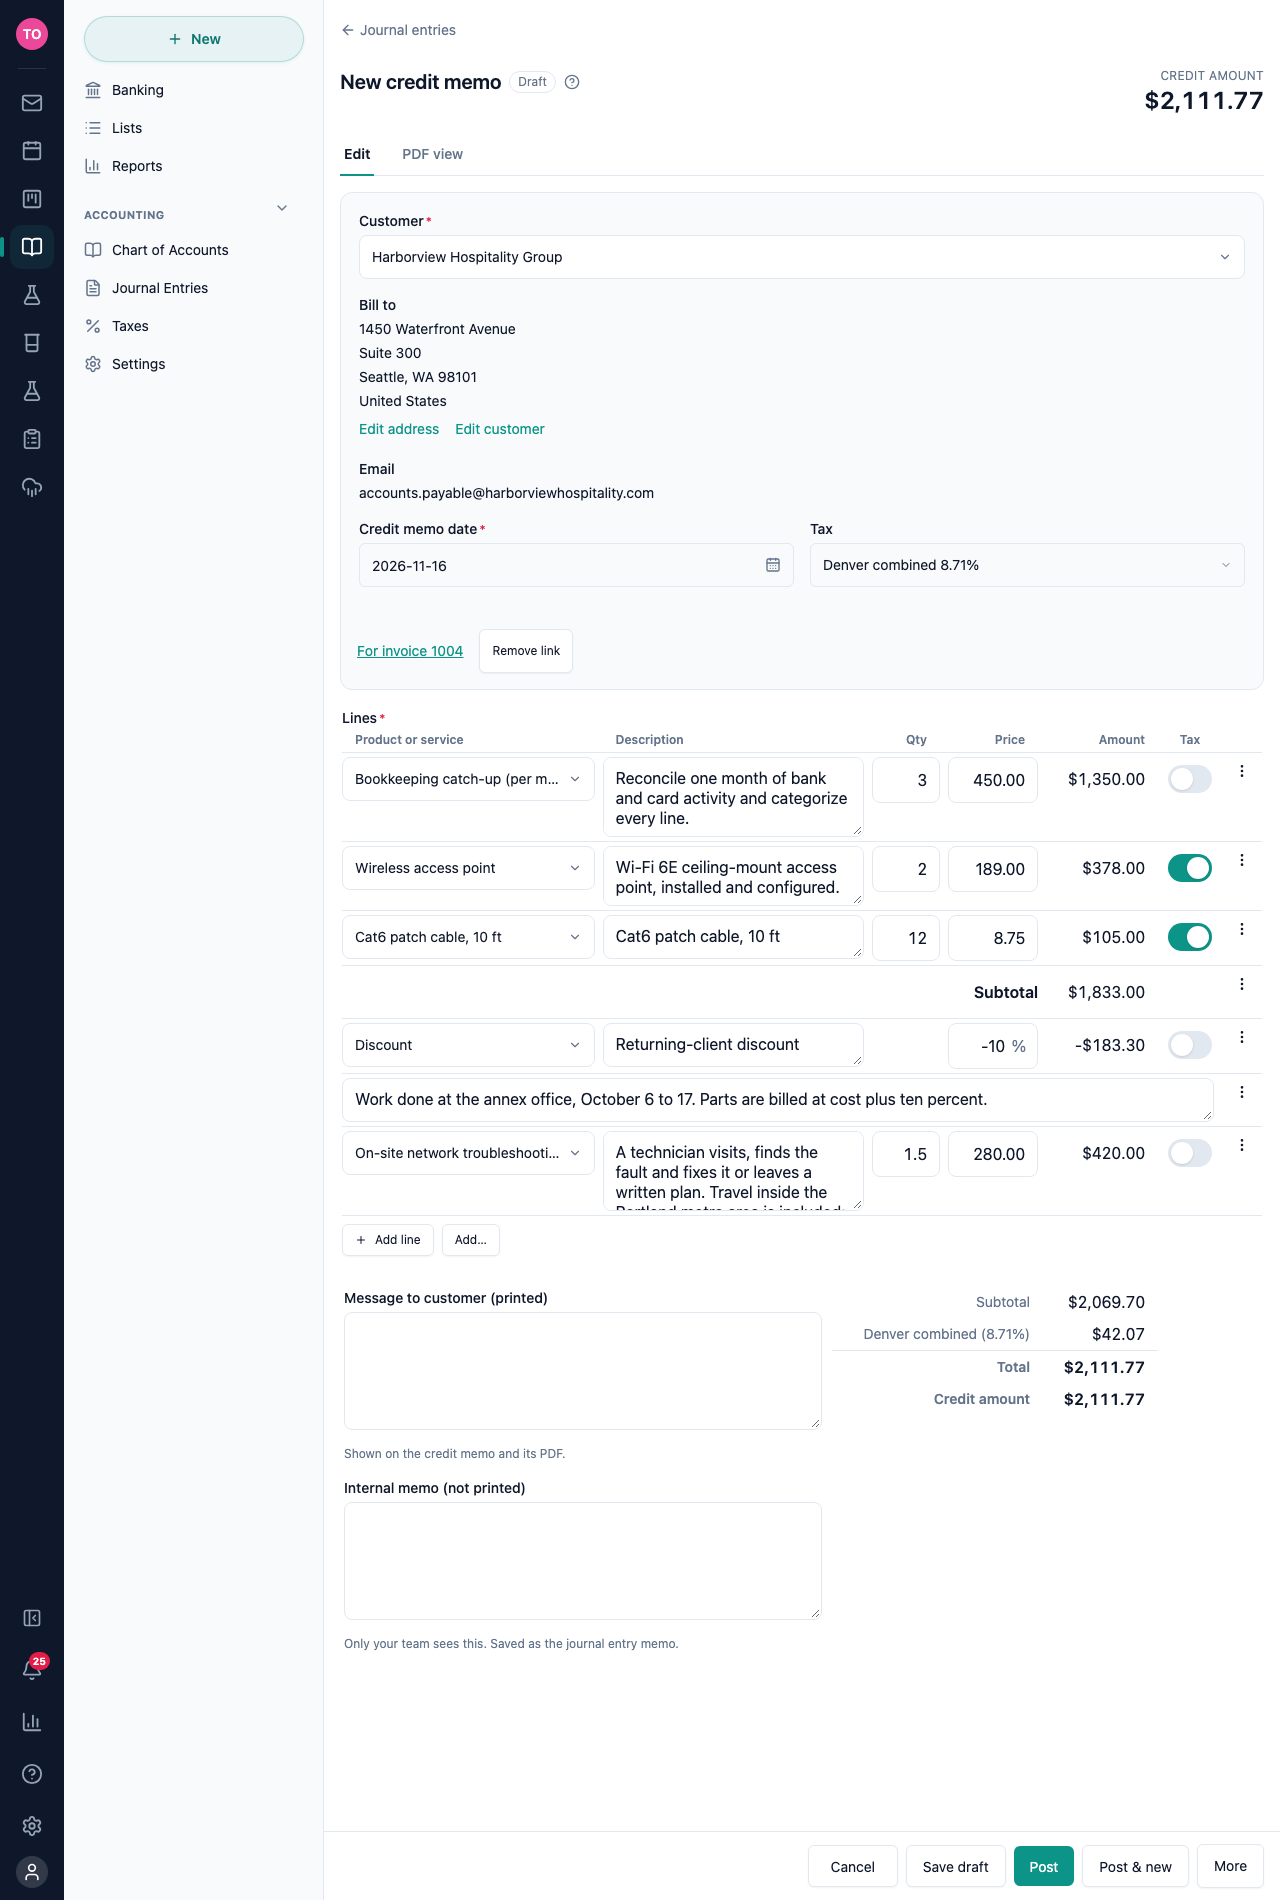 TO
New
Banking
Lists
Reports
ACCOUNTING
Chart of Accounts
Journal Entries
Taxes
Settings
25
Journal entries
New credit memo
Draft
CREDIT AMOUNT
$2,111.77
Edit
PDF view
Customer*
Harborview Hospitality Group
Bill to
1450 Waterfront Avenue
Suite 300
Seattle, WA 98101
United States
Edit address
Edit customer
Email
accounts.payable@harborviewhospitality.com
Credit memo date*
Tax
2026-11-16
Denver combined 8.71%
For invoice 1004
Remove link
Lines*
Product or service
Description
Qty
Price
Amount
Tax
Bookkeeping catch-up (per m...
Reconcile one month of bank
and card activity and categorize
every line.
3
450.00
$1,350.00
Wireless access point
Wi-Fi 6E ceiling-mount access
point, installed and configured.
2
189.00
$378.00
Cat6 patch cable, 10 ft
Cat6 patch cable, 10 ft
12
8.75
$105.00
Subtotal
$1,833.00
Discount
Returning-client discount
-10 %
-$183.30
Work done at the annex office, October 6 to 17. Parts are billed at cost plus ten percent.
On-site network troubleshooti...
A technician visits, finds the
fault and fixes it or leaves a
written plan. Travel inside the
Portland metro area is included.
1.5
280.00
$420.00
Add line
Add...
Message to customer (printed)
Shown on the credit memo and its PDF.
Subtotal
$2,069.70
Denver combined (8.71%)
$42.07
Total
$2,111.77
Credit amount
$2,111.77
Internal memo (not printed)
Only your team sees this. Saved as the journal entry memo.
Cancel
Save draft
Post
Post & new
More